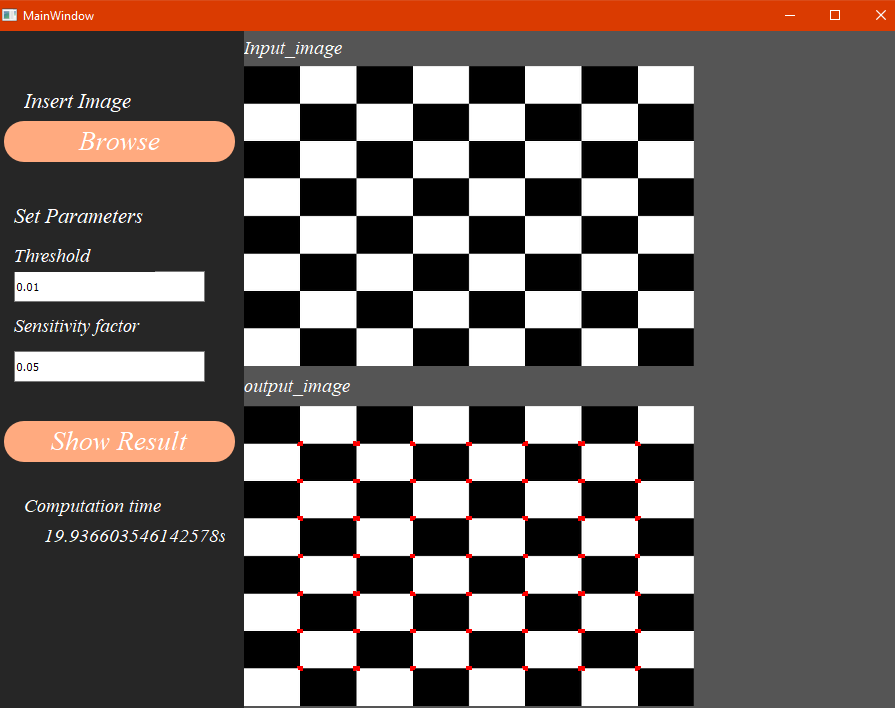 MainWindow
Insert Image
Browse
Set Parameters
Threshold
0.01
Sensitivity factor
0.05
Show Result
Computation time
19.936603546142578s
Input_image
output_image